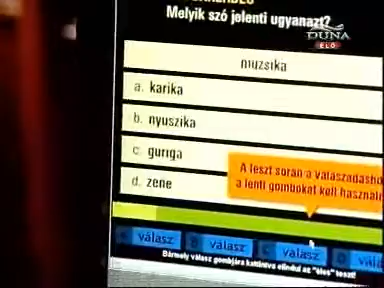 Melyik szó jelenti ugyanazt?
DUNA
ÉLŐ
muzsika
a. karika
b. nyuszika
c. guriga
d. zene
A teszt során a válaszadásho
a lenti gombokat kell használ
A válasz
B válasz
C válasz
D
Bármely válasz gombjára kattintva elindul az "éles" teszt!